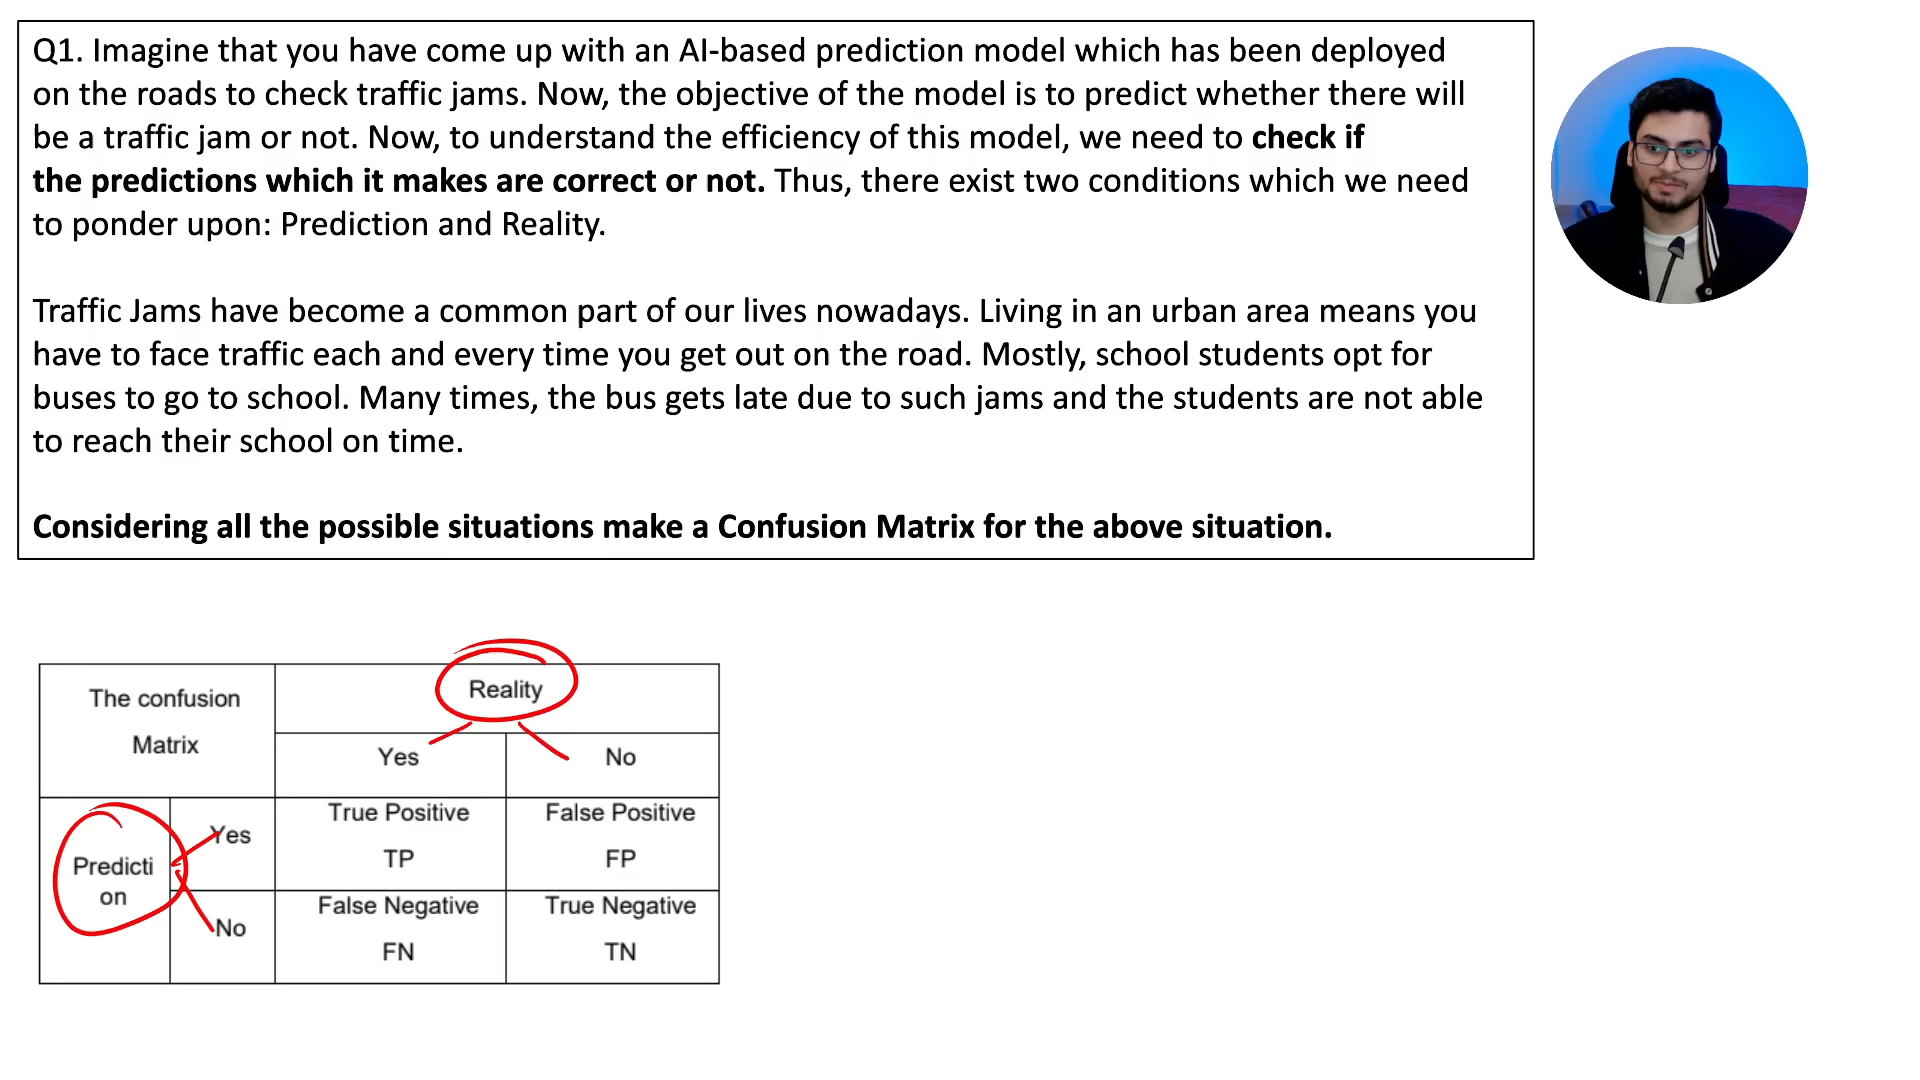 Q1. Imagine that you have come up with an AI-based prediction model which has been deployed
on the roads to check traffic jams. Now, the objective of the model is to predict whether there will
be a traffic jam or not. Now, to understand the efficiency of this model, we need to check if
the predictions which it makes are correct or not. Thus, there exist two conditions which we need
to ponder upon: Prediction and Reality.
Traffic Jams have become a common part of our lives nowadays. Living in an urban area means you
have to face traffic each and every time you get out on the road. Mostly, school students opt for
buses to go to school. Many times, the bus gets late due to such jams and the students are not able
to reach their school on time.
Considering all the possible situations make a Confusion Matrix for the above situation.
The confusion
Matrix
Reality
Yes
No
Predicti
on
Yes
True Positive
TP
False Positive
FP
No
False Negative
FN
True Negative
TN